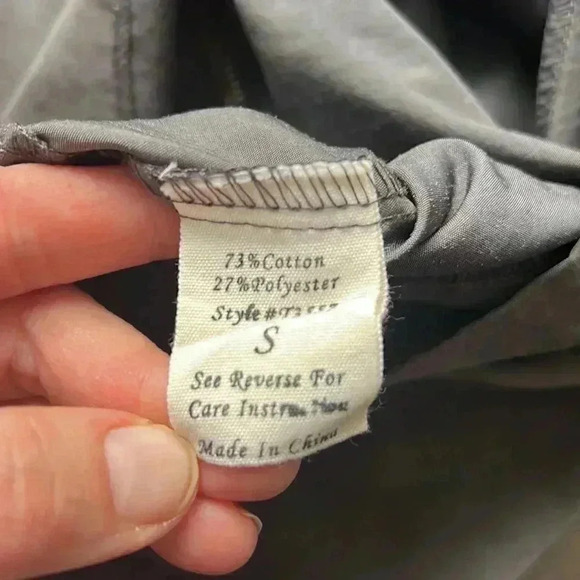 73%Cotton
27%Polyester
Style#
S
See Reverse For
Care
Made In China